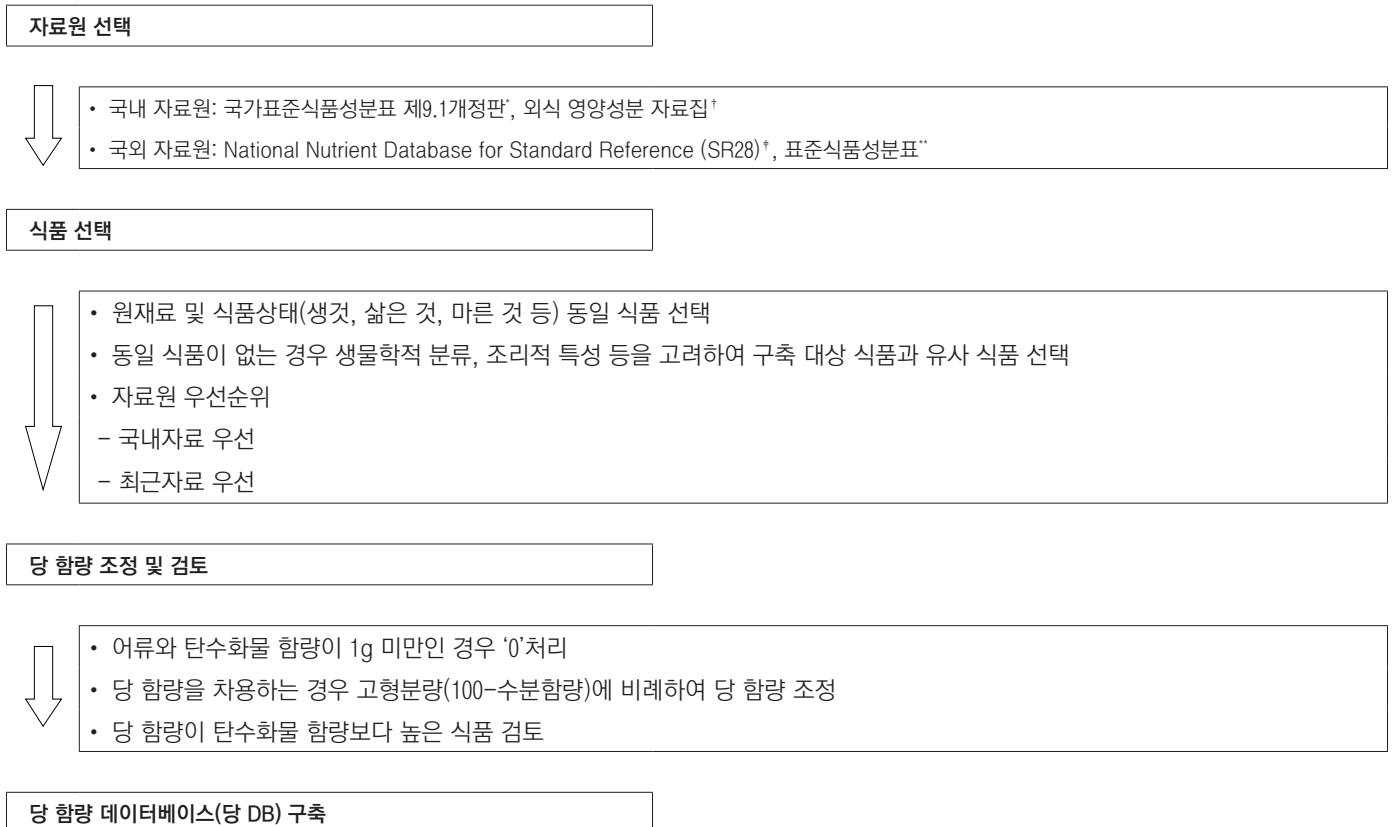 자료원 선택
• 국내 자료원: 국가표준식품성분표 제9.1개정판*, 외식 영양성분 자료집†
• 국외 자료원: National Nutrient Database for Standard Reference (SR28)†, 표준식품성분표**
식품 선택
• 원재료 및 식품상태(생것, 삶은 것, 마른 것 등) 동일 식품 선택
• 동일 식품이 없는 경우 생물학적 분류, 조리적 특성 등을 고려하여 구축 대상 식품과 유사 식품 선택
• 자료원 우선순위
- 국내자료 우선
- 최근자료 우선
당 함량 조정 및 검토
• 어류와 탄수화물 함량이 1g 미만인 경우 ‘0’처리
• 당 함량을 차용하는 경우 고형분량(100-수분함량)에 비례하여 당 함량 조정
• 당 함량이 탄수화물 함량보다 높은 식품 검토
당 함량 데이터베이스(당 DB) 구축